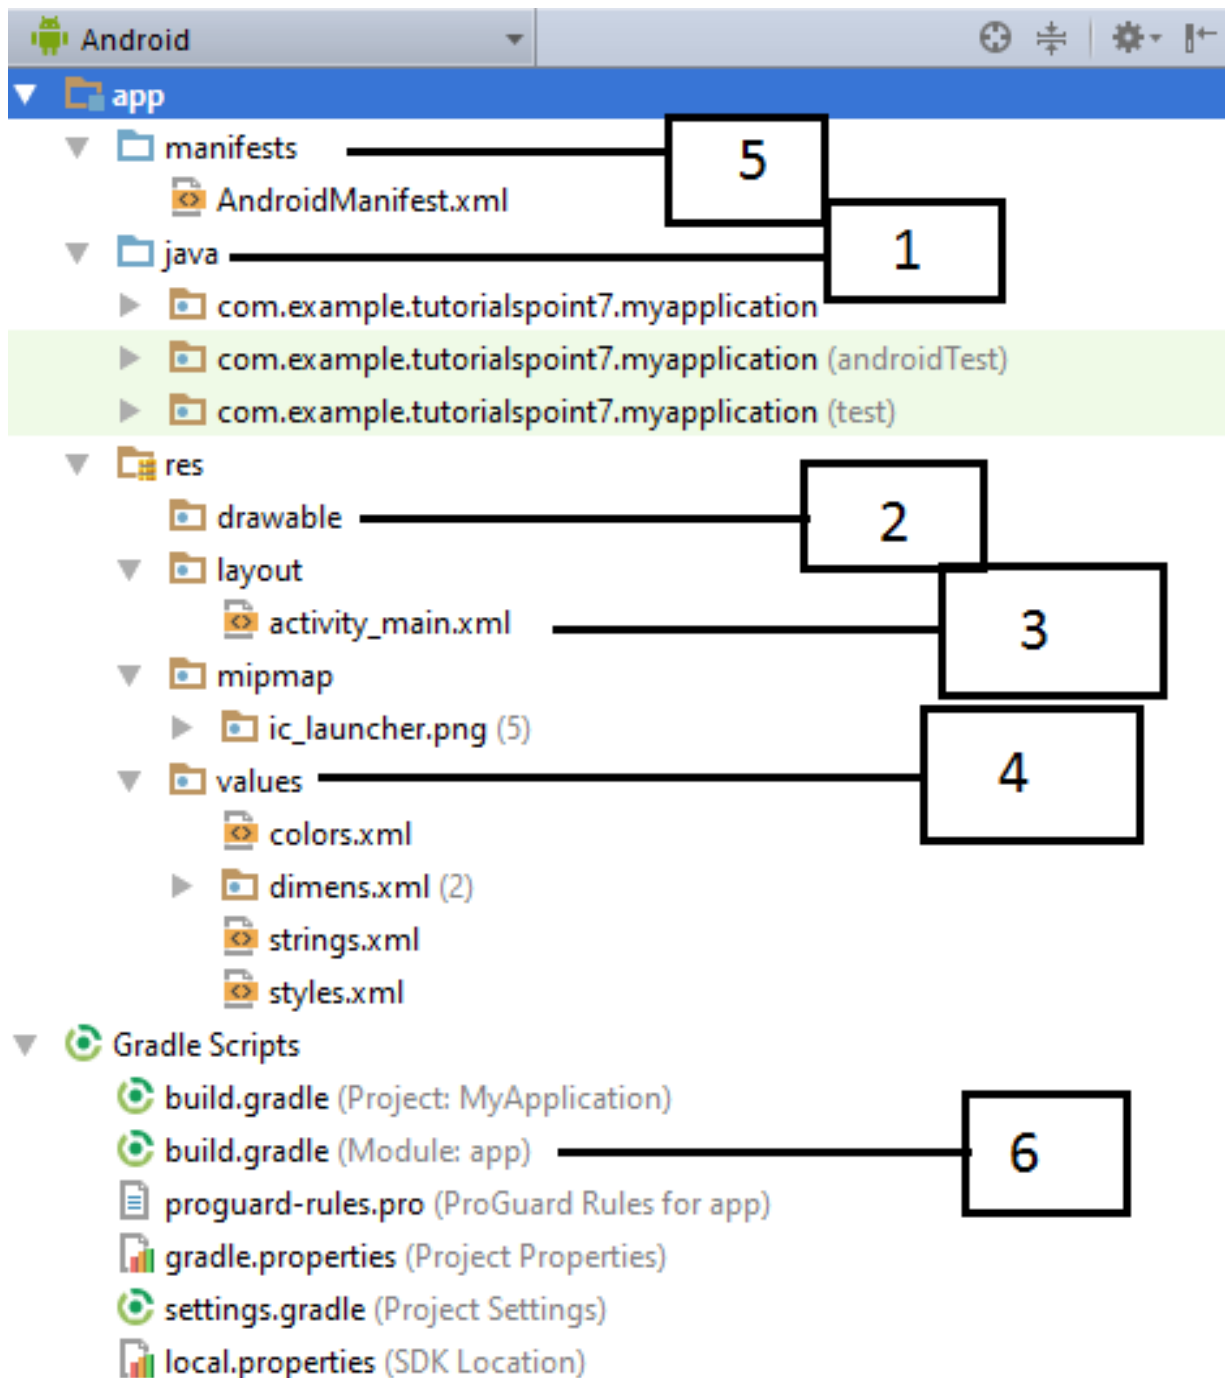 Android
app
manifests
5
AndroidManifest.xml
java
1
com.example.tutorialspoint7.myapplication
com.example.tutorialspoint7.myapplication (androidTest)
com.example.tutorialspoint7.myapplication (test)
res
drawable
2
layout
activity_main.xml
3
mipmap
ic_launcher.png (5)
values
4
colors.xml
dimens.xml (2)
strings.xml
styles.xml
Gradle Scripts
build.gradle (Project: MyApplication)
build.gradle (Module: app)
6
proguard-rules.pro (ProGuard Rules for app)
gradle.properties (Project Properties)
settings.gradle (Project Settings)
local.properties (SDK Location)